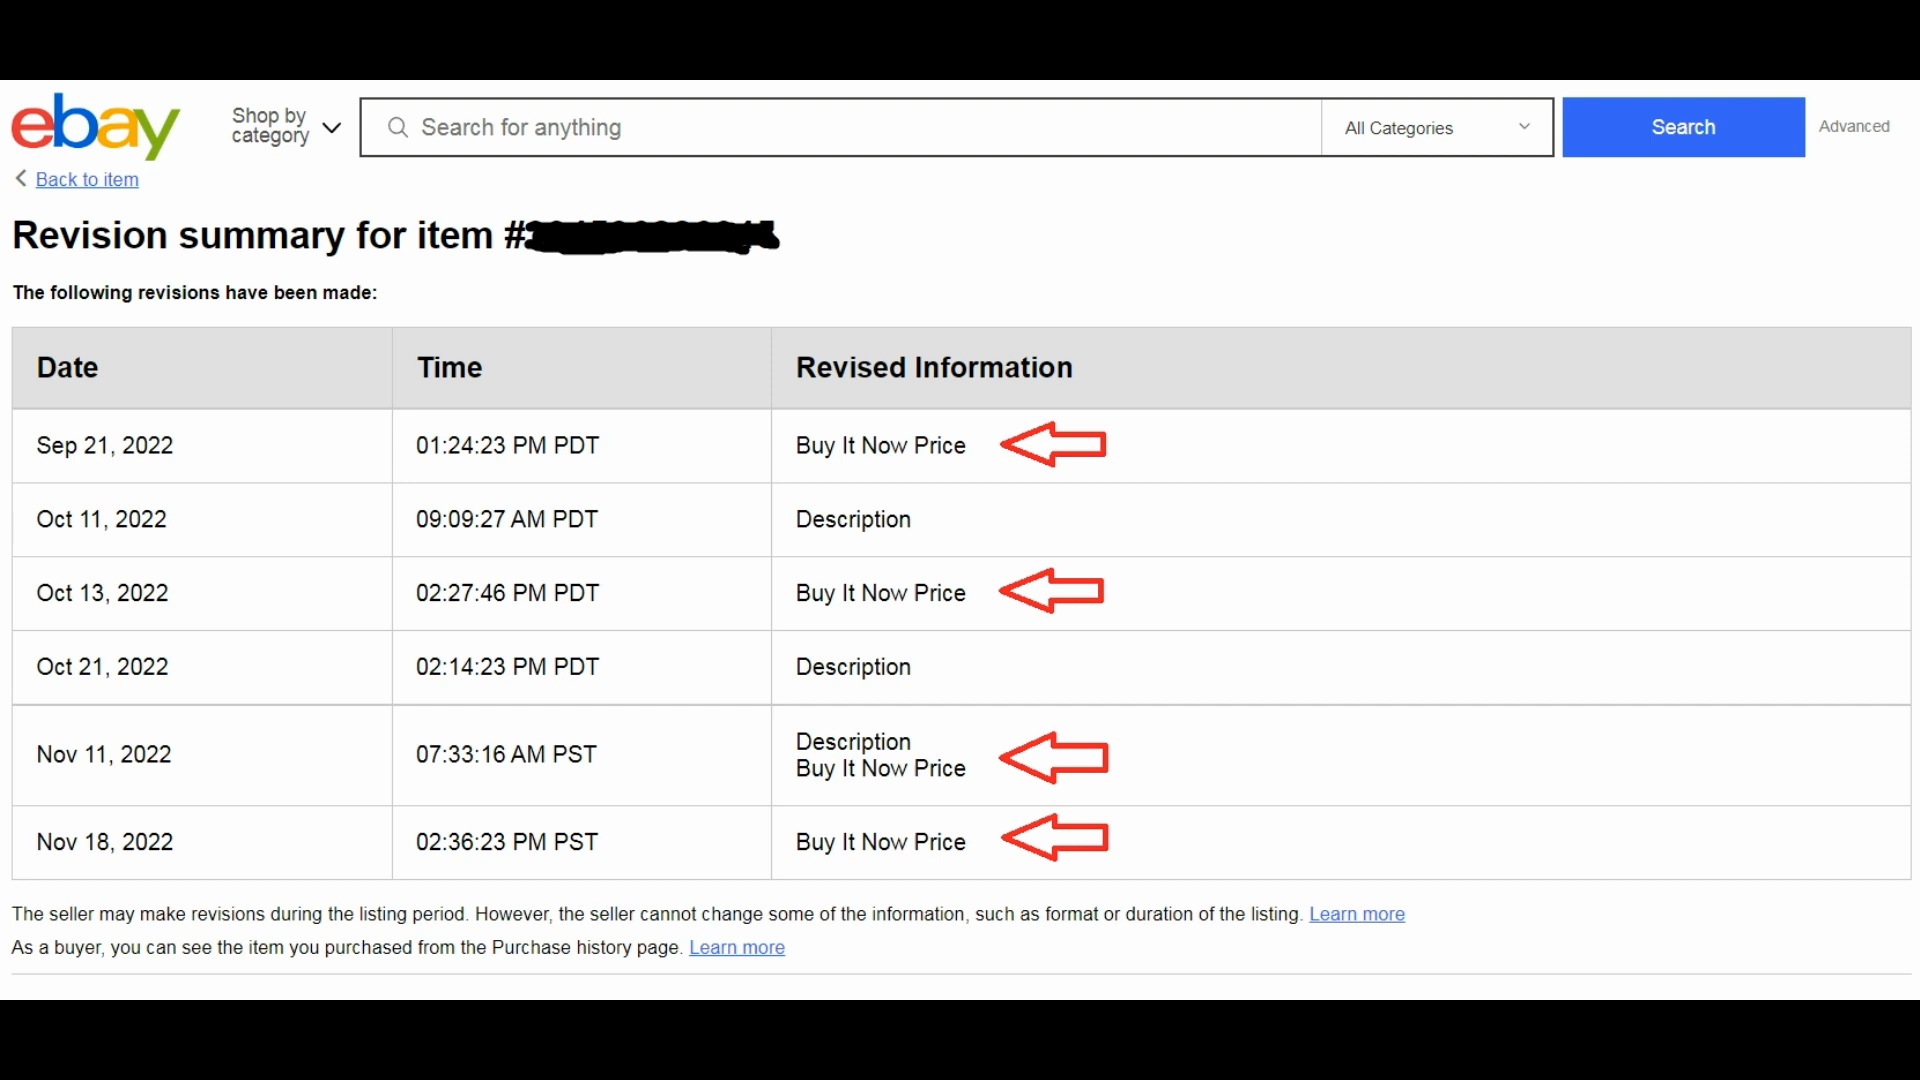 ebay
Shop by
category
Search for anything
All Categories
Search
Advanced
Back to item
Revision summary for item #
The following revisions have been made:
Date Time Revised Information
Sep 21, 2022 01:24:23 PM PDT Buy It Now Price
Oct 11, 2022 09:09:27 AM PDT Description
Oct 13, 2022 02:27:46 PM PDT Buy It Now Price
Oct 21, 2022 02:14:23 PM PDT Description
Nov 11, 2022 07:33:16 AM PST Description
Buy It Now Price
Nov 18, 2022 02:36:23 PM PST Buy It Now Price
The seller may make revisions during the listing period. However, the seller cannot change some of the information, such as format or duration of the listing. Learn more
As a buyer, you can see the item you purchased from the Purchase history page. Learn more